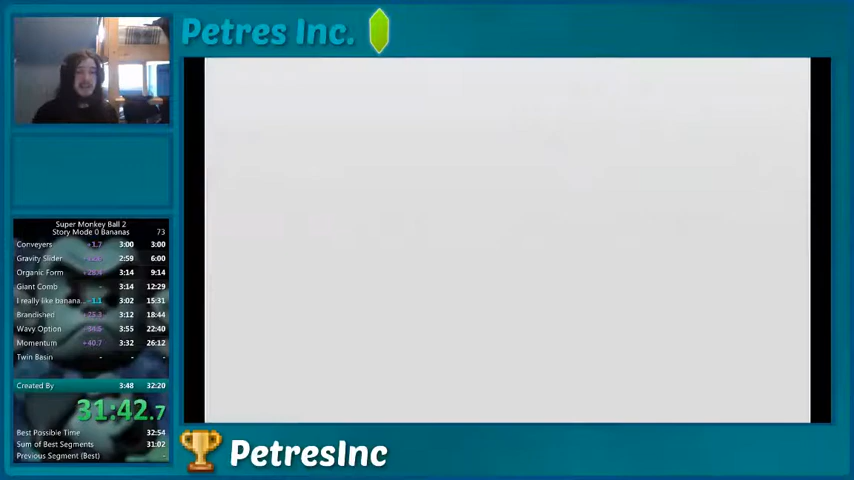 Petres Inc.
Super Monkey Ball 2
Story Mode 0 Bananas 73
Conveyers +1.7 3:00 3:00
Gravity Slider 2:59 6:00
Organic Form 3:14 9:14
Giant Comb - 3:14 12:29
I really like banana... -1.1 3:02 15:31
Brandished 3:12 18:44
Wavy Option 3:55 22:40
Momentum +40.7 3:32 26:12
Twin Basin - - -
Created By 3:48 32:20
31:42.7
Best Possible Time 32:54
Sum of Best Segments 31:02
Previous Segment (Best) -
PetresInc